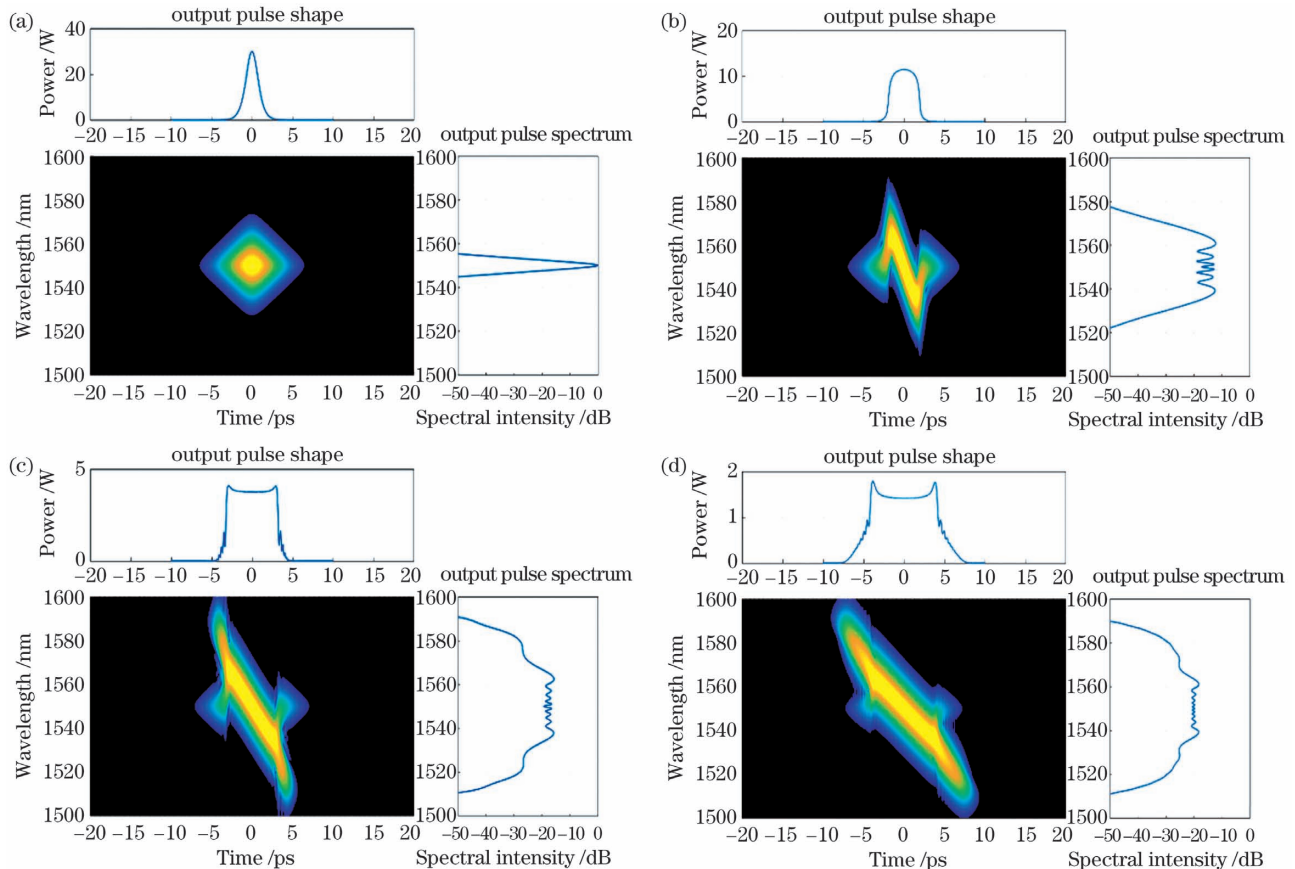 (a)
output pulse shape
Power /W
40
20
0
−20 −15 −10 −5 0 5 10 15 20
output pulse spectrum
Wavelength /nm
1600
1580
1560
1540
1520
1500
−20 −15 −10 −5 0 5 10 15 20
Time /ps
1600
1580
1560
1540
1520
1500
−50 −40 −30 −20 −10 0
Spectral intensity /dB
(b)
output pulse shape
Power /W
20
10
0
−20 −15 −10 −5 0 5 10 15 20
output pulse spectrum
Wavelength /nm
1600
1580
1560
1540
1520
1500
−20 −15 −10 −5 0 5 10 15 20
Time /ps
1600
1580
1560
1540
1520
1500
−50 −40 −30 −20 −10 0
Spectral intensity /dB
(c)
output pulse shape
Power /W
5
0
−20 −15 −10 −5 0 5 10 15 20
output pulse spectrum
Wavelength /nm
1600
1580
1560
1540
1520
1500
−20 −15 −10 −5 0 5 10 15 20
Time /ps
1600
1580
1560
1540
1520
1500
−50 −40 −30 −20 −10 0
Spectral intensity /dB
(d)
output pulse shape
Power /W
2
1
0
−20 −15 −10 −5 0 5 10 15 20
output pulse spectrum
Wavelength /nm
1600
1580
1560
1540
1520
1500
−20 −15 −10 −5 0 5 10 15 20
Time /ps
1600
1580
1560
1540
1520
1500
−50 −40 −30 −20 −10 0
Spectral intensity /dB